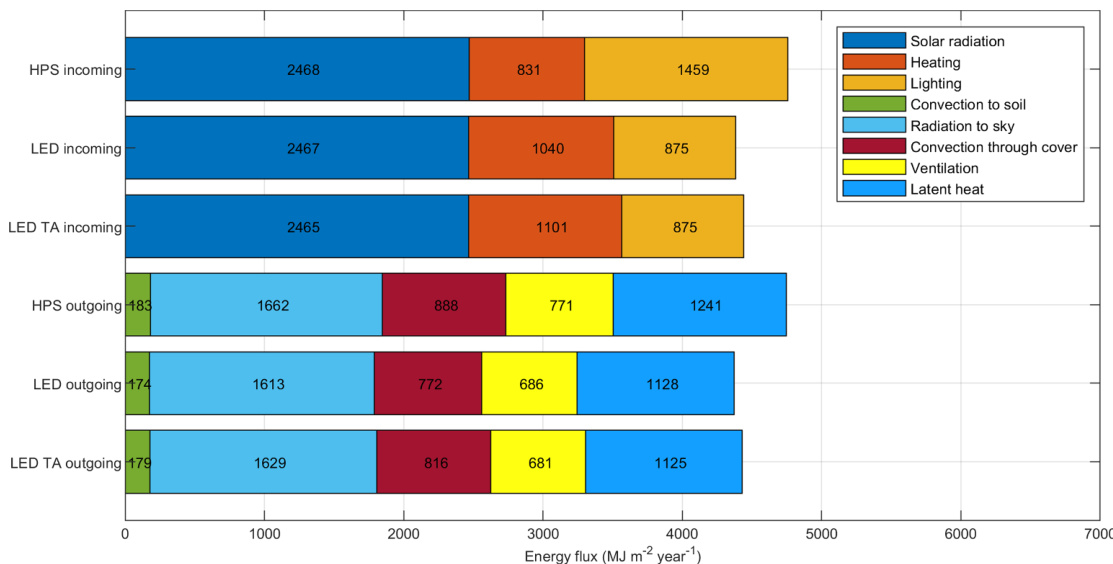 HPS incoming
2468
831
1459
LED incoming
2467
1040
875
LED TA incoming
2465
1101
875
HPS outgoing
183
1662
888
771
1241
LED outgoing
174
1613
772
686
1128
LED TA outgoing
179
1629
816
681
1125
Solar radiation
Heating
Lighting
Convection to soil
Radiation to sky
Convection through cover
Ventilation
Latent heat
0 1000 2000 3000 4000 5000 6000 7000
Energy flux (MJ m⁻² year⁻¹)